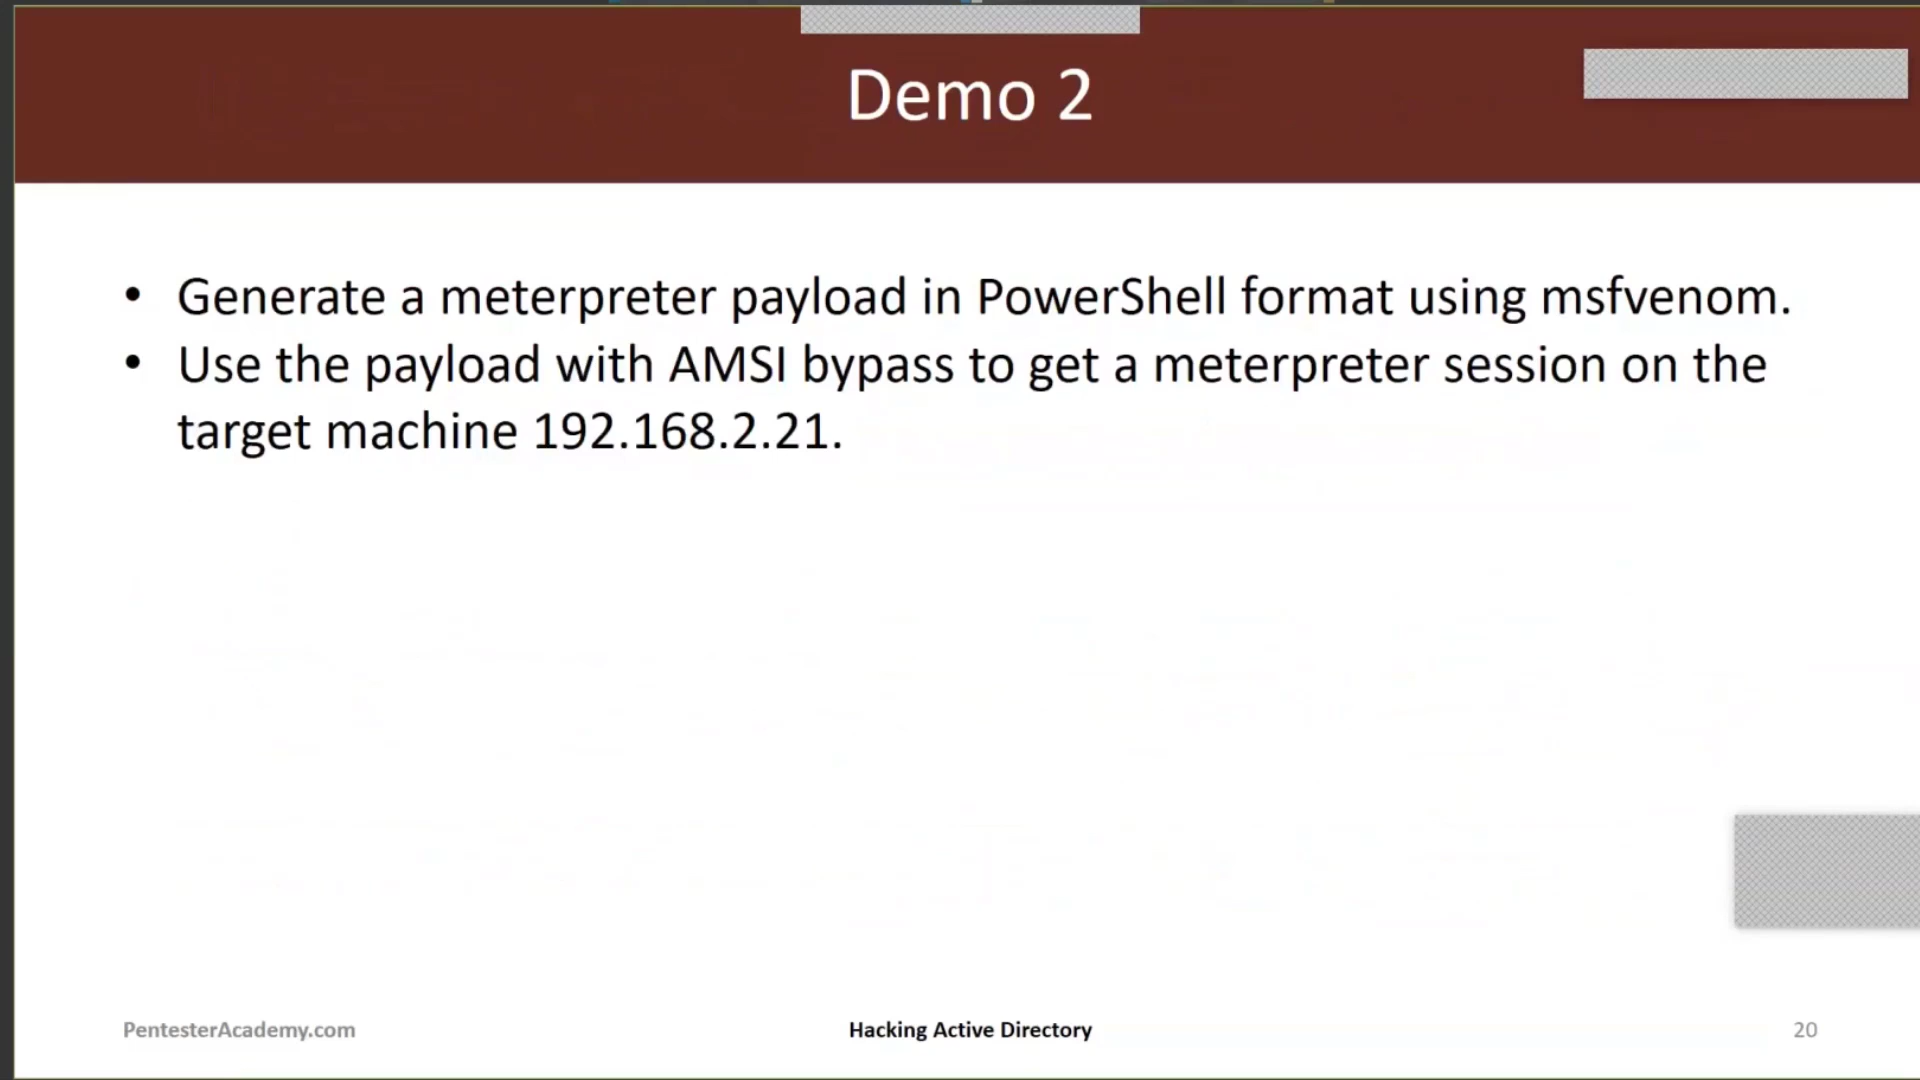 Demo 2
• Generate a meterpreter payload in PowerShell format using msfvenom.
• Use the payload with AMSI bypass to get a meterpreter session on the
target machine 192.168.2.21.
PentesterAcademy.com
Hacking Active Directory
20